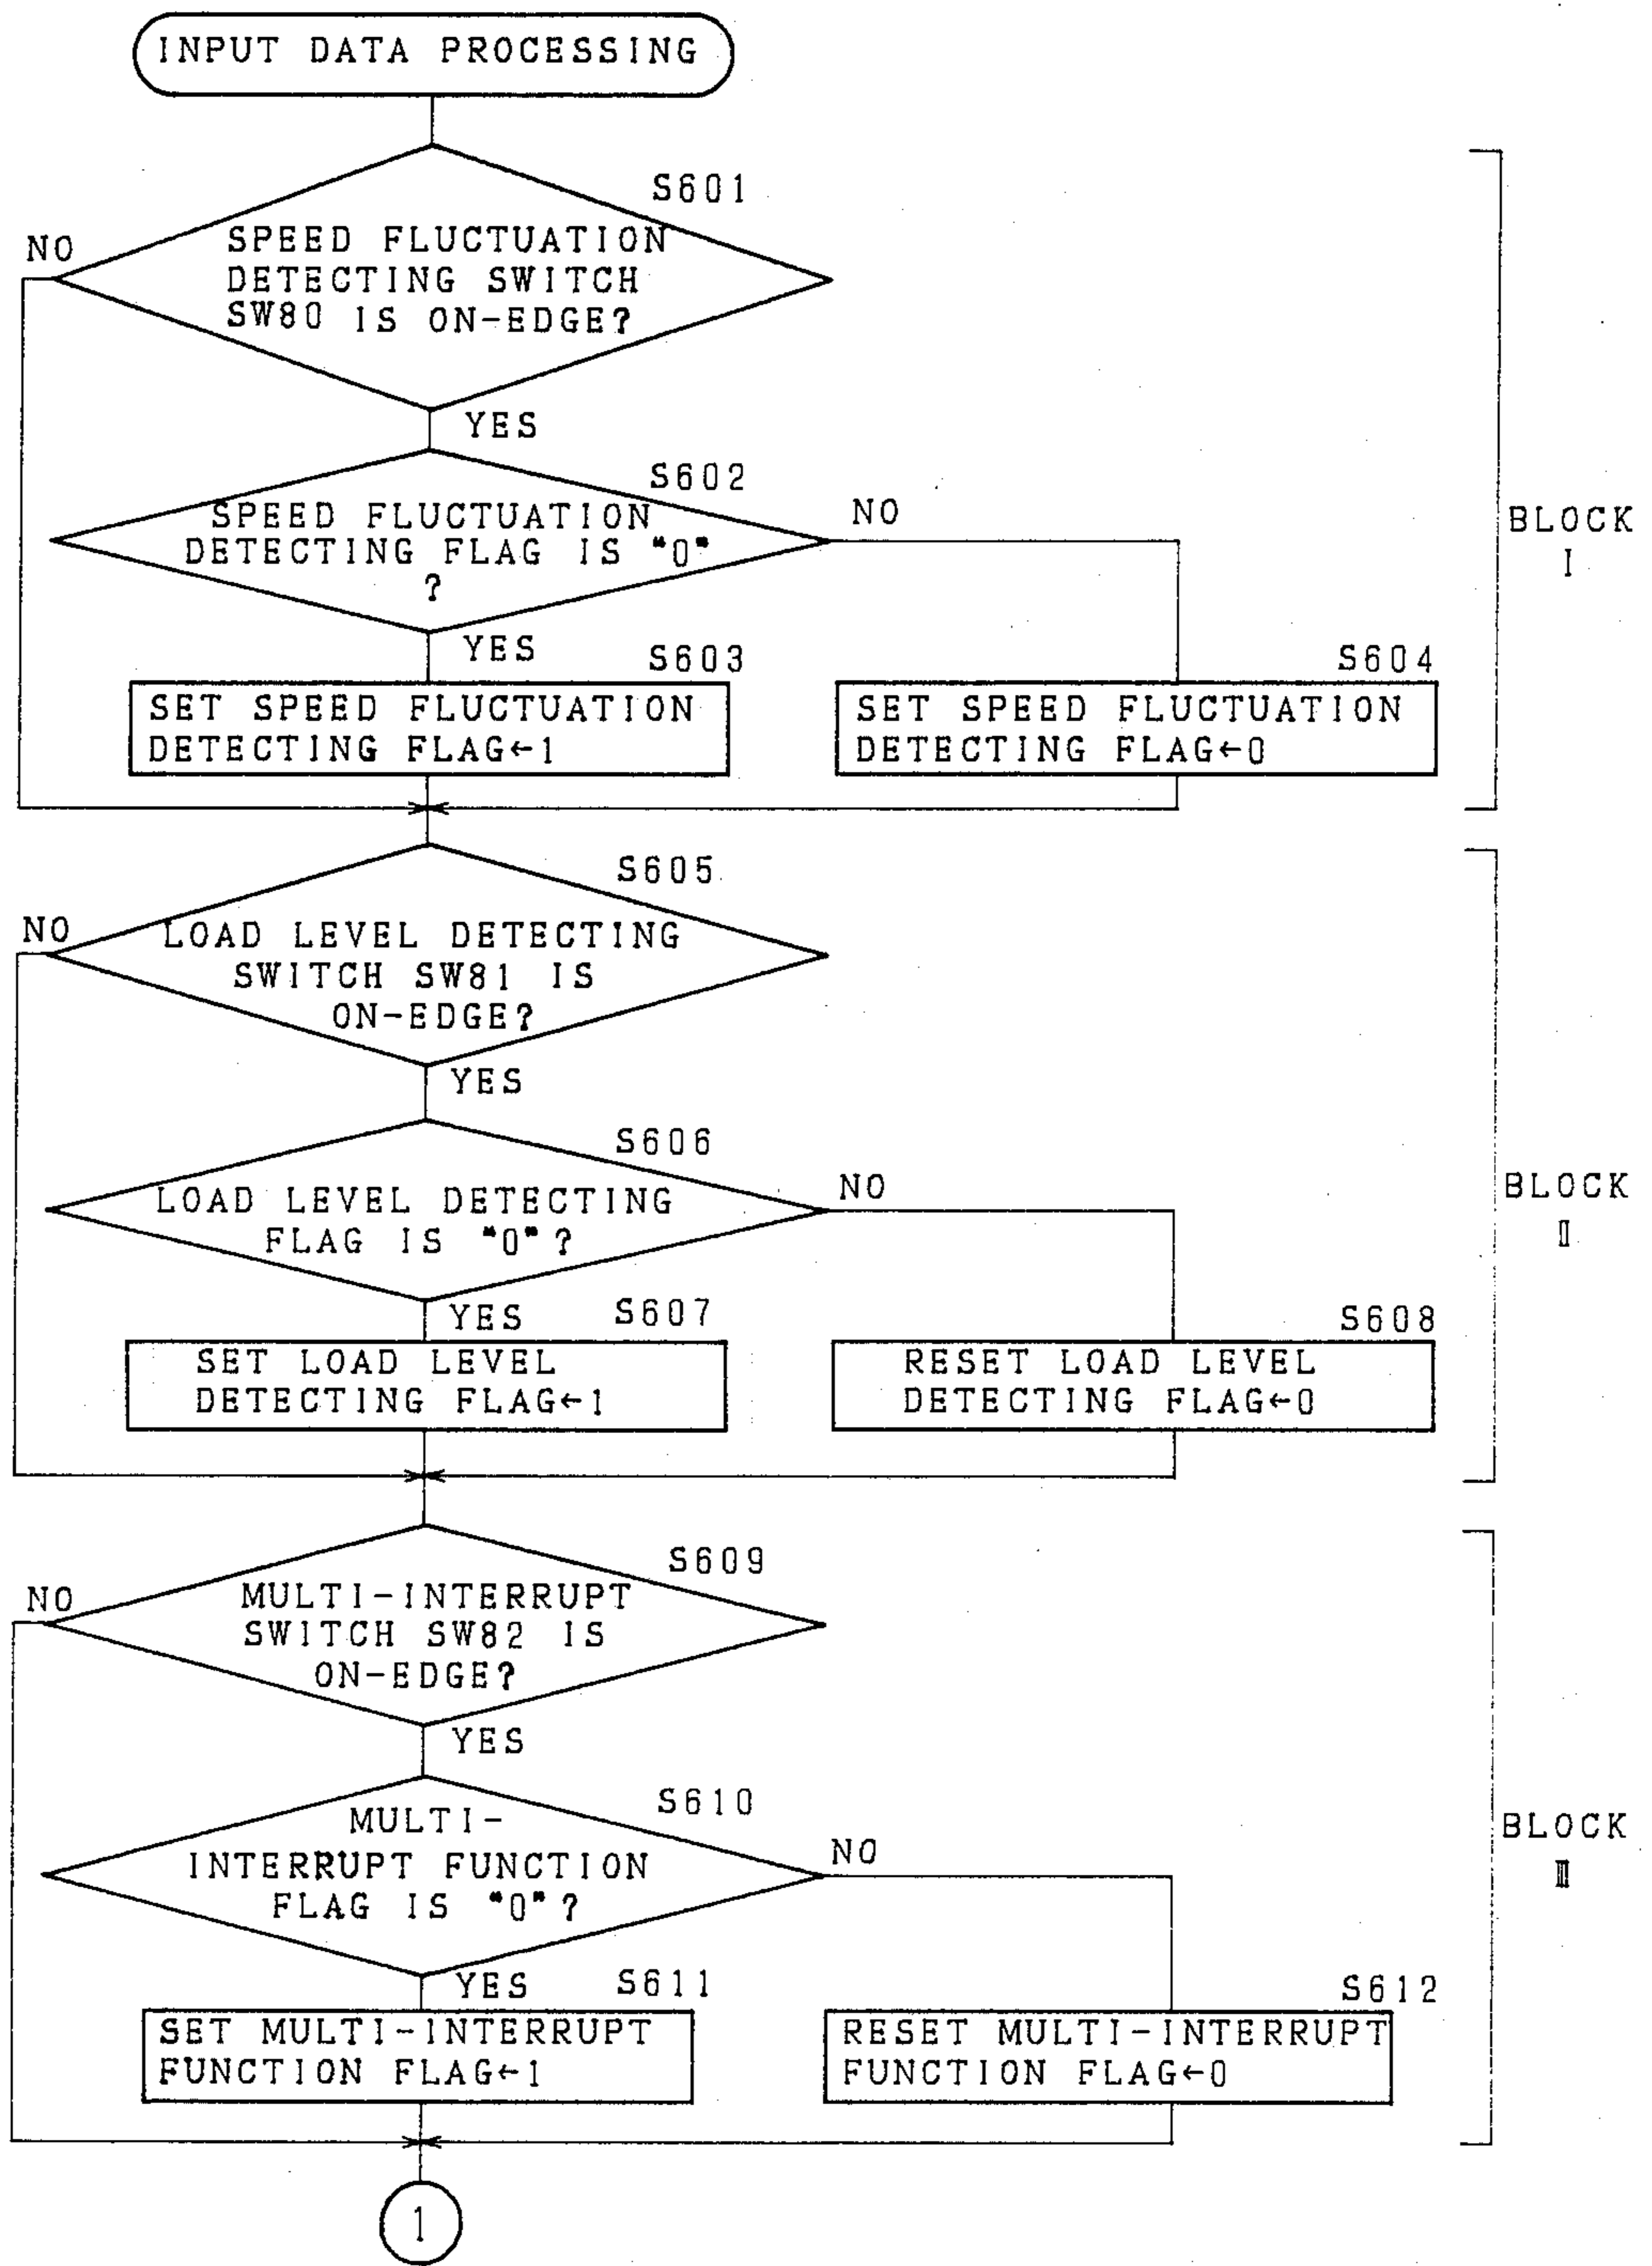 INPUT DATA PROCESSING
S601
NO
SPEED FLUCTUATION
DETECTING SWITCH
SW80 IS ON-EDGE?
YES
S602
SPEED FLUCTUATION
DETECTING FLAG IS "0"
?
NO
BLOCK
I
YES
S603
SET SPEED FLUCTUATION
DETECTING FLAG←1
S604
SET SPEED FLUCTUATION
DETECTING FLAG←0
S605
NO
LOAD LEVEL DETECTING
SWITCH SW81 IS
ON-EDGE?
YES
S606
LOAD LEVEL DETECTING
FLAG IS "0"?
NO
BLOCK
II
YES
S607
SET LOAD LEVEL
DETECTING FLAG←1
S608
RESET LOAD LEVEL
DETECTING FLAG←0
S609
NO
MULTI-INTERRUPT
SWITCH SW82 IS
ON-EDGE?
YES
S610
MULTI-
INTERRUPT FUNCTION
FLAG IS "0"?
NO
BLOCK
III
YES
S611
SET MULTI-INTERRUPT
FUNCTION FLAG←1
S612
RESET MULTI-INTERRUPT
FUNCTION FLAG←0
1